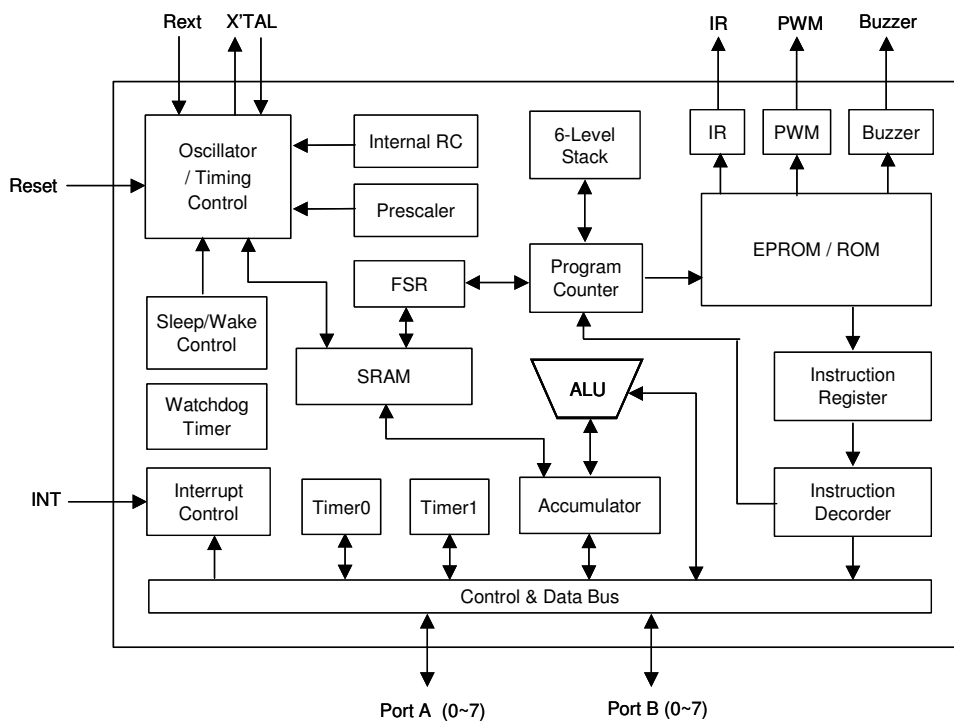 Rext
X'TAL
IR
PWM
Buzzer
Oscillator
/ Timing
Control
Internal RC
6-Level
Stack
IR
PWM
Buzzer
Reset
Prescaler
EPROM / ROM
FSR
Program
Counter
Sleep/Wake
Control
SRAM
ALU
Instruction
Register
Watchdog
Timer
INT
Interrupt
Control
Timer0
Timer1
Accumulator
Instruction
Decorder
Control & Data Bus
Port A (0~7)
Port B (0~7)